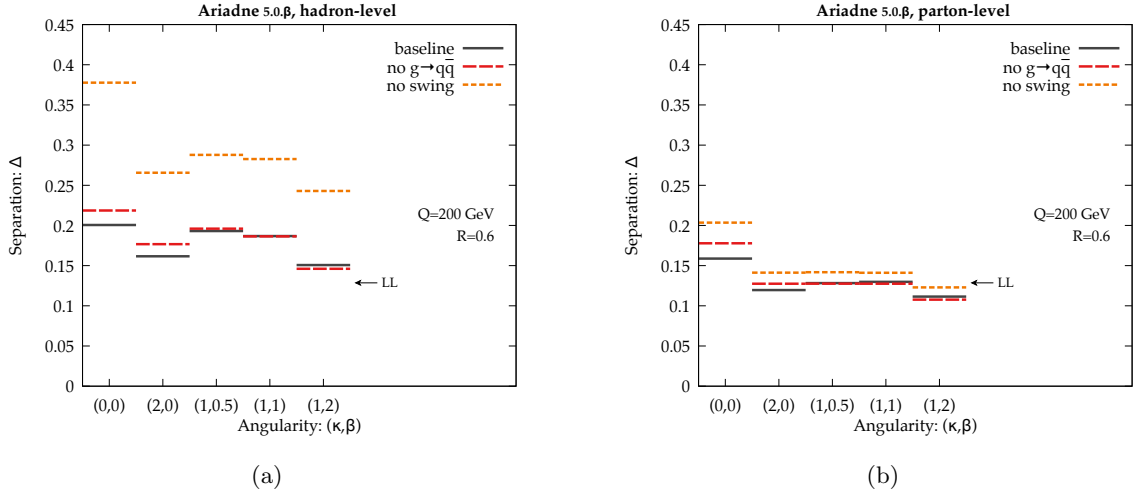 Ariadne 5.0.β, hadron-level
Separation: Δ
0.45
0.4
0.35
0.3
0.25
0.2
0.15
0.1
0.05
0
baseline
no g→qq̅
no swing
Q=200 GeV
R=0.6
← LL
(0,0) (2,0) (1,0.5) (1,1) (1,2)
Angularity: (κ,β)
(a)
Ariadne 5.0.β, parton-level
Separation: Δ
0.45
0.4
0.35
0.3
0.25
0.2
0.15
0.1
0.05
0
baseline
no g→qq̅
no swing
Q=200 GeV
R=0.6
← LL
(0,0) (2,0) (1,0.5) (1,1) (1,2)
Angularity: (κ,β)
(b)